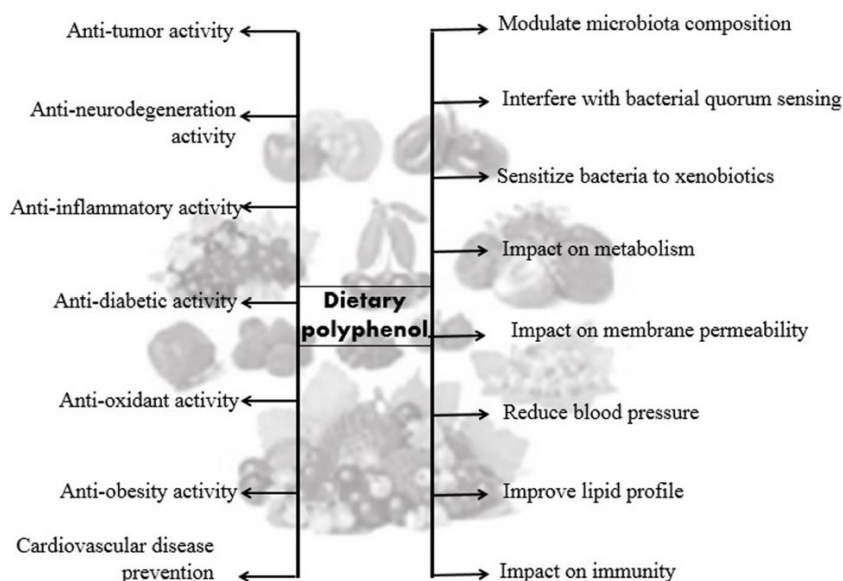 Anti-tumor activity
Anti-neurodegeneration
activity
Anti-inflammatory activity
Anti-diabetic activity
Anti-oxidant activity
Anti-obesity activity
Cardiovascular disease
prevention
Dietary
polyphenol
Modulate microbiota composition
Interfere with bacterial quorum sensing
Sensitize bacteria to xenobiotics
Impact on metabolism
Impact on membrane permeability
Reduce blood pressure
Improve lipid profile
Impact on immunity